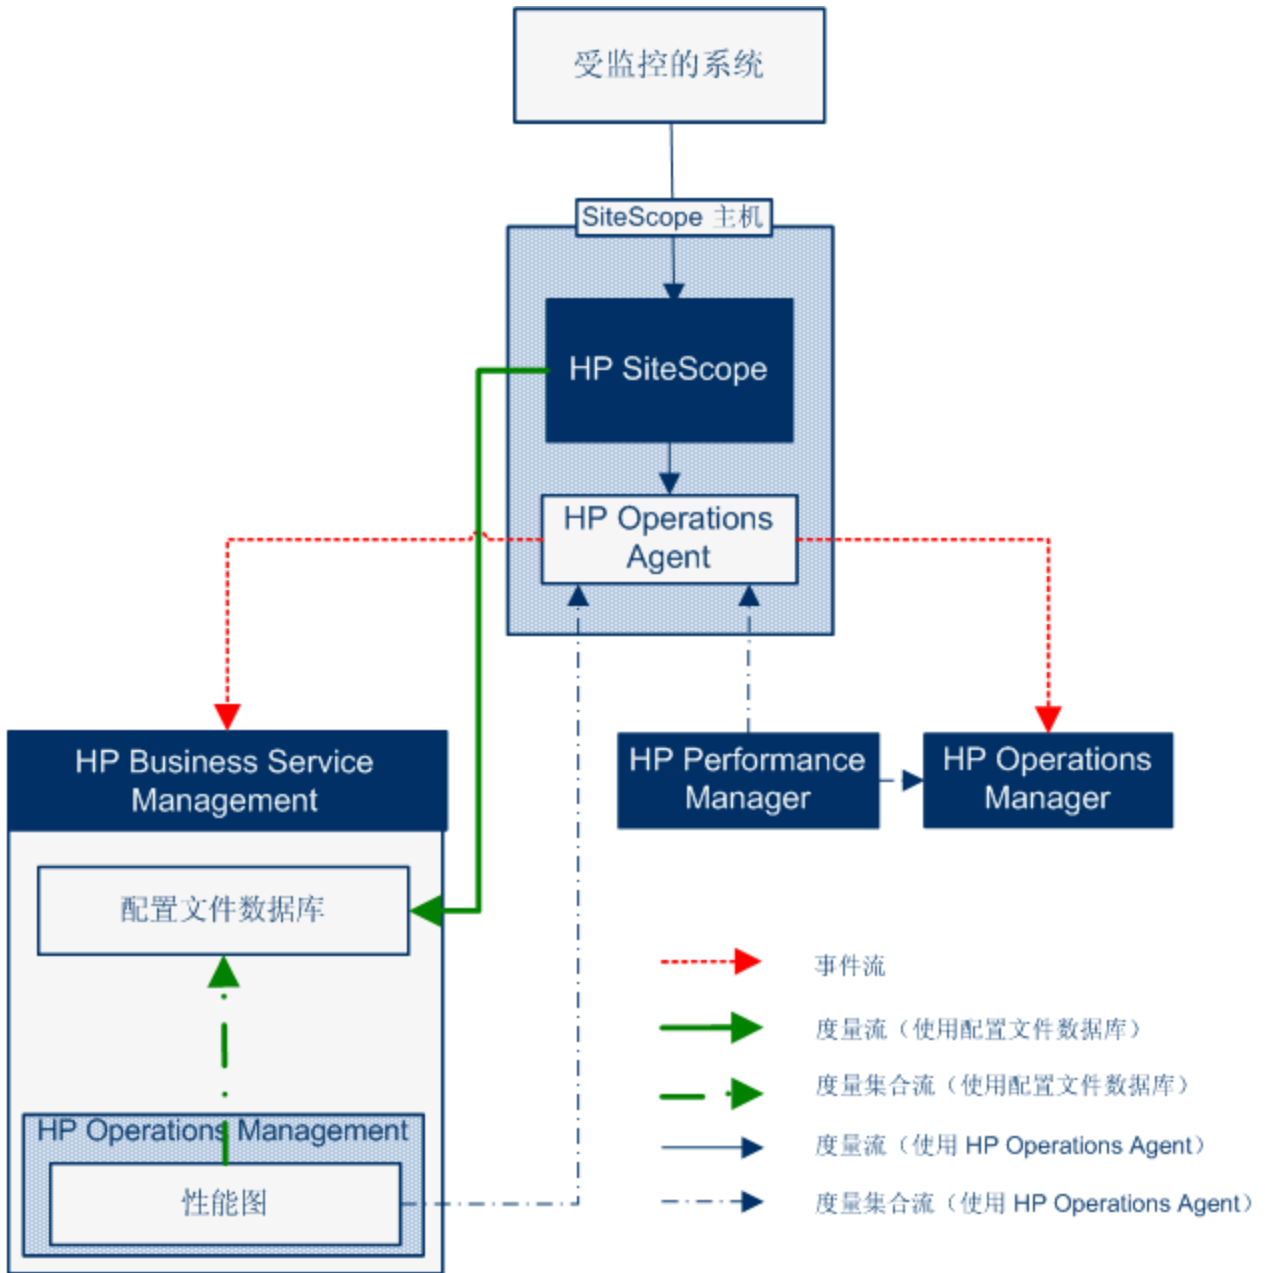 受监控的系统
SiteScope 主机
HP SiteScope
HP Operations
Agent
HP Business Service
Management
HP Performance
Manager
HP Operations
Manager
配置文件数据库
HP Operations Management
性能图
事件流
度量流（使用配置文件数据库）
度量集合流（使用配置文件数据库）
度量流（使用 HP Operations Agent）
度量集合流（使用 HP Operations Agent）